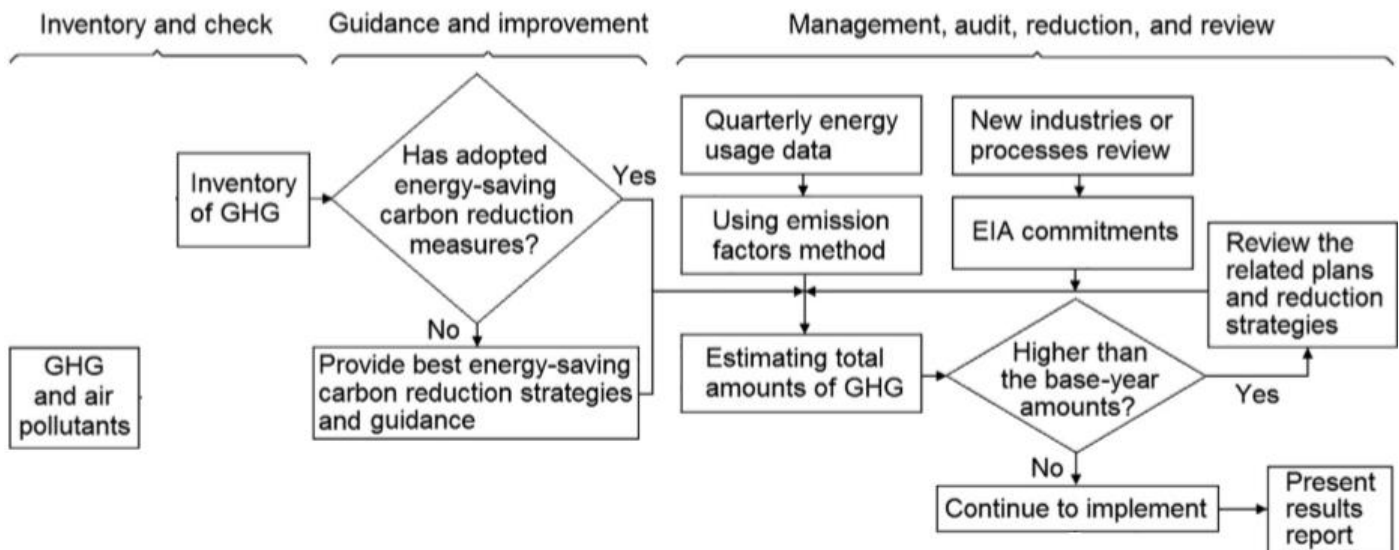 Inventory and check
Guidance and improvement
Management, audit, reduction, and review
Inventory
of GHG
GHG
and air
pollutants
Has adopted
energy-saving
carbon reduction
measures?
Yes
No
Provide best energy-saving
carbon reduction strategies
and guidance
Quarterly energy
usage data
Using emission
factors method
Estimating total
amounts of GHG
New industries or
processes review
EIA commitments
Higher than
the base-year
amounts?
Yes
Review the
related plans
and reduction
strategies
No
Continue to implement
Present
results
report